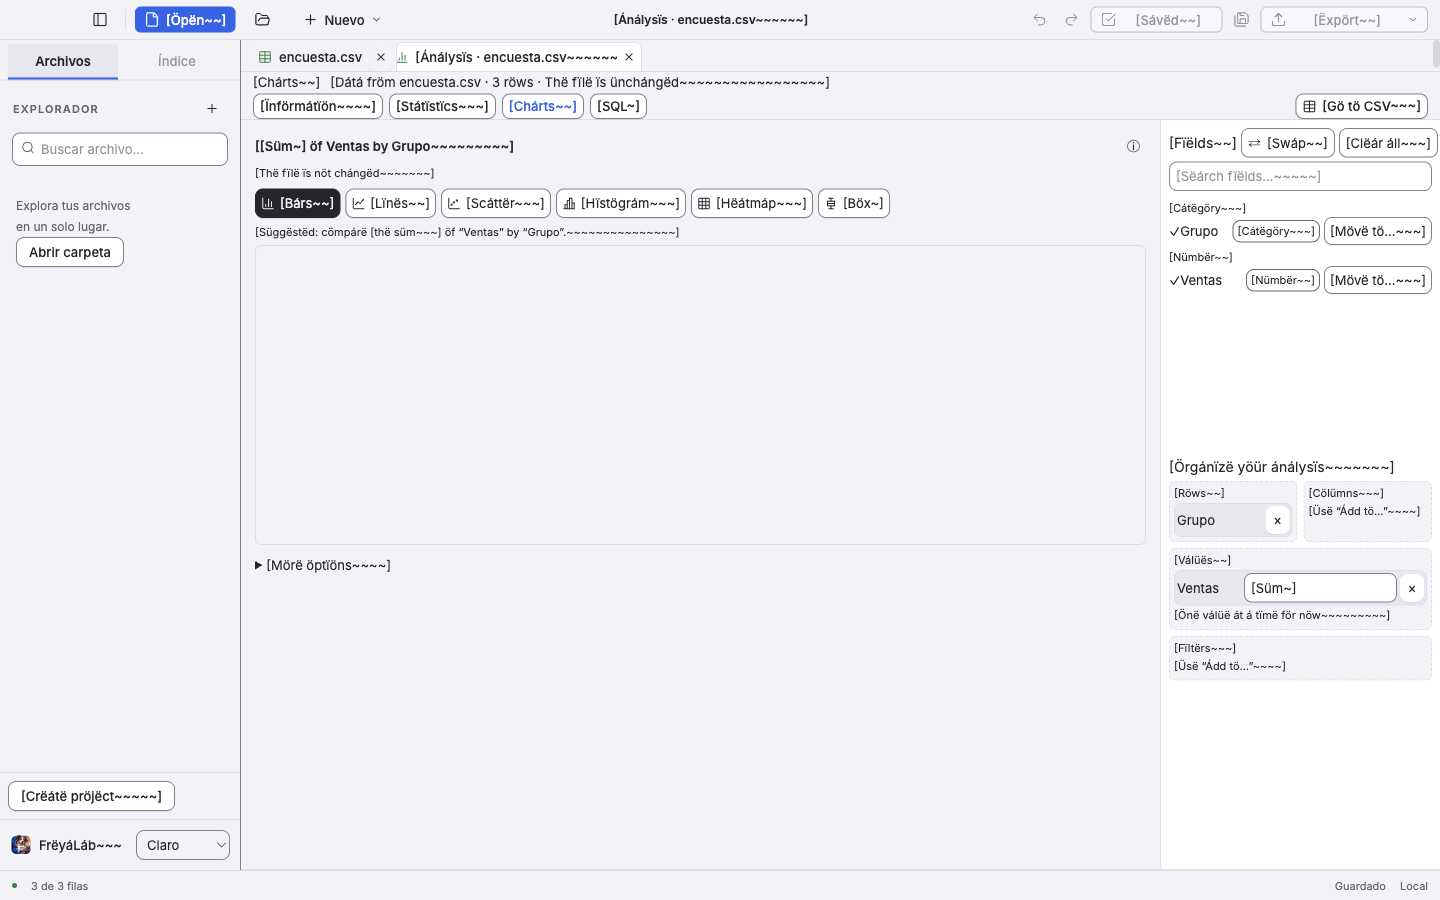 [Öpën~~]
Nuevo
[Ánálysïs · encuesta.csv~~~~~~]
[Sávëd~~]
[Ëxpört~~]
Archivos
Índice
encuesta.csv
[Ánálysïs · encuesta.csv~~~~~~
[Chárts~~] [Dátá fröm encuesta.csv · 3 röws · Thë fïlë ïs ünchángëd~~~~~~~~~~~~~~~~~]
[Ïnförmátïön~~~~]
[Státïstïcs~~~]
[Chárts~~]
[SQL~]
[Gö tö CSV~~~]
EXPLORADOR
Buscar archivo...
Explora tus archivos
en un solo lugar.
Abrir carpeta
[[Süm~] öf Ventas by Grupo~~~~~~~~~]
[Thë fïlë ïs nöt chángëd~~~~~~~]
[Bárs~~]
[Lïnës~~]
[Scáttër~~~]
[Hïstögrám~~~]
[Hëátmáp~~~]
[Böx~]
[Süggëstëd: cömpárë [thë süm~~~] öf “Ventas” by “Grupo”.~~~~~~~~~~~~~~~]
[Mörë öptïöns~~~~]
[Fïëlds~~]
[Swáp~~]
[Clëár áll~~~]
[Sëárch fïëlds...~~~~~]
[Cátëgöry~~~]
Grupo
[Cátëgöry~~~]
[Mövë tö...~~~]
[Nümbër~~]
Ventas
[Nümbër~~]
[Mövë tö...~~~]
[Örgánïzë yöür ánálysïs~~~~~~~]
[Röws~~]
Grupo
[Cölümns~~~]
[Üsë “Ádd tö...”~~~~]
[Válüës~~]
Ventas
[Süm~]
[Önë válüë át á tïmë för nöw~~~~~~~~~]
[Fïltërs~~~]
[Üsë “Ádd tö...”~~~~]
[Crëátë pröjëct~~~~~]
FrëyáLáb~~~
Claro
3 de 3 filas
Guardado
Local